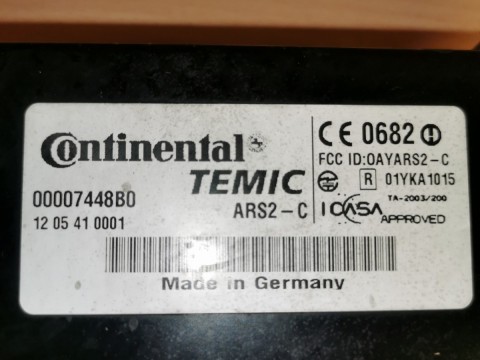 Continental
TEMIC
00007448B0
ARS2-C
12 05 41 0001
CE 0682
FCC ID:OAYARS2-C
R 01YKA1015
TA-2003/200
ICASA APPROVED
Made in Germany